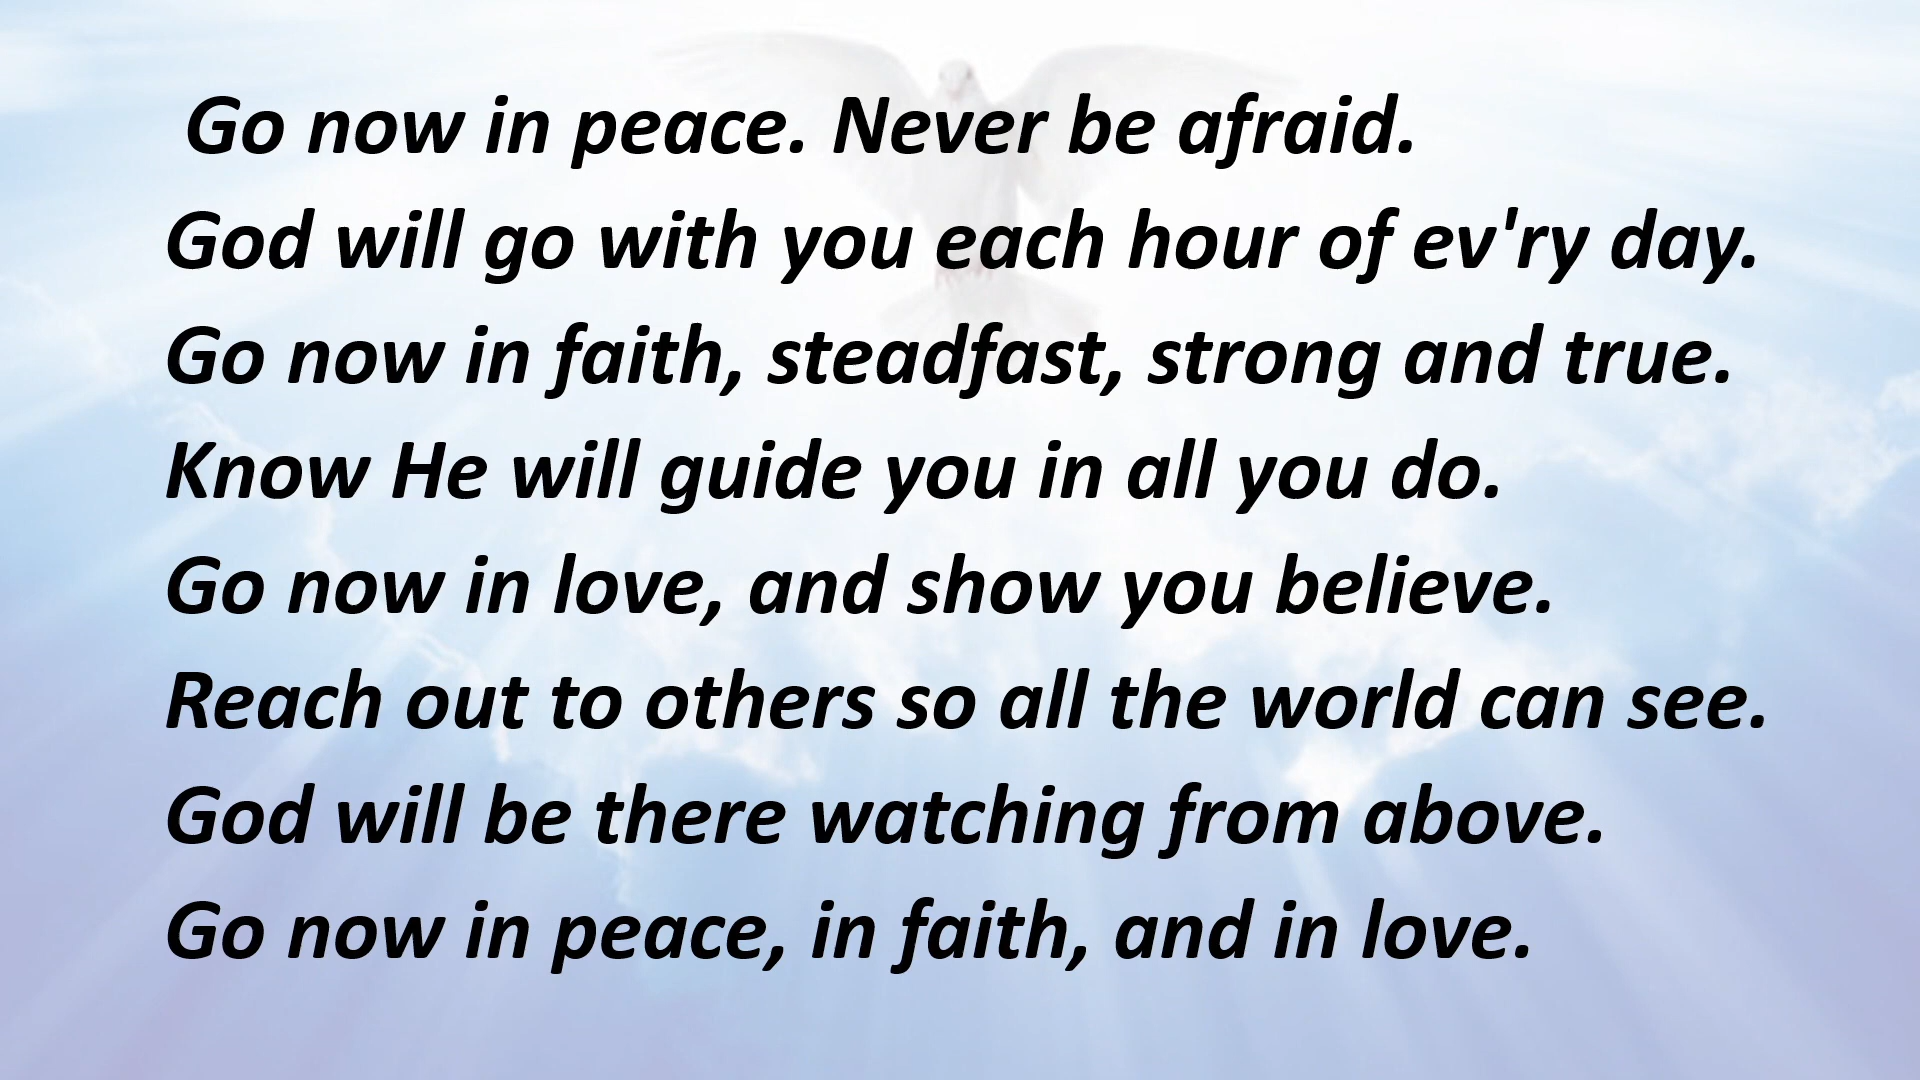 Go now in peace. Never be afraid.
God will go with you each hour of ev'ry day.
Go now in faith, steadfast, strong and true.
Know He will guide you in all you do.
Go now in love, and show you believe.
Reach out to others so all the world can see.
God will be there watching from above.
Go now in peace, in faith, and in love.